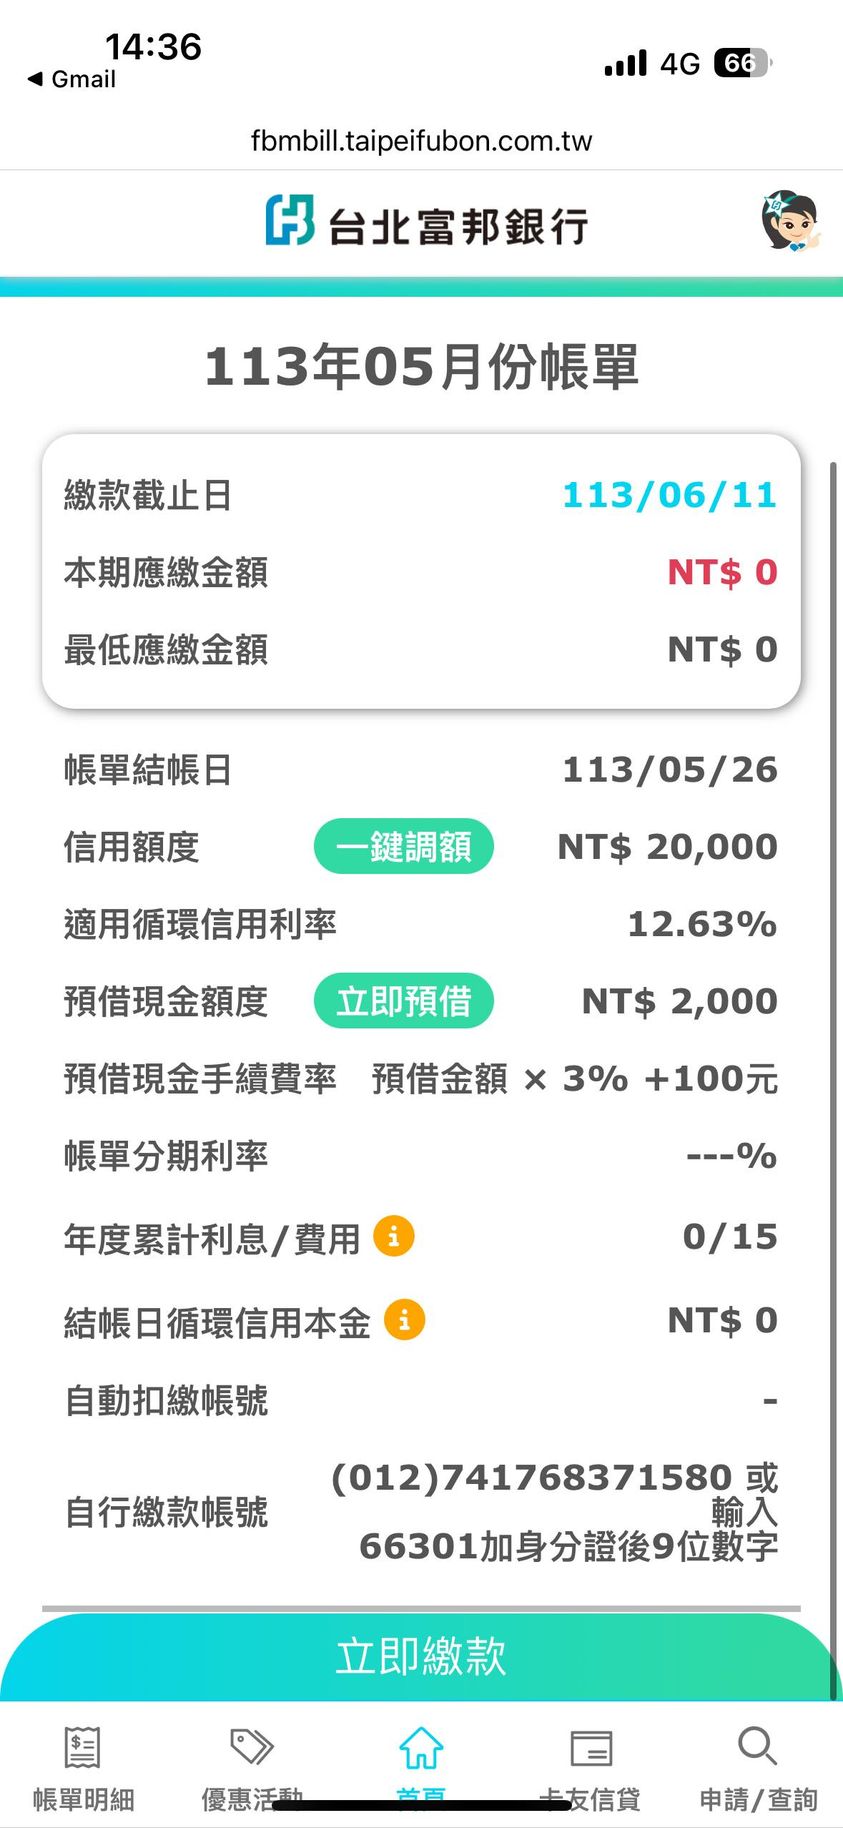 14:36
◀ Gmail
4G 66
fbmbill.taipeifubon.com.tw
台北富邦銀行
113年05月份帳單
繳款截止日 113/06/11
本期應繳金額 NT$ 0
最低應繳金額 NT$ 0
帳單結帳日 113/05/26
信用額度 一鍵調額 NT$ 20,000
適用循環信用利率 12.63%
預借現金額度 立即預借 NT$ 2,000
預借現金手續費率 預借金額 × 3% +100元
帳單分期利率 ---%
年度累計利息/費用 i 0/15
結帳日循環信用本金 i NT$ 0
自動扣繳帳號 -
自行繳款帳號 (012)741768371580 或
輸入
66301加身分證後9位數字
立即繳款
帳單明細 優惠活動 首頁 卡友信貸 申請/查詢